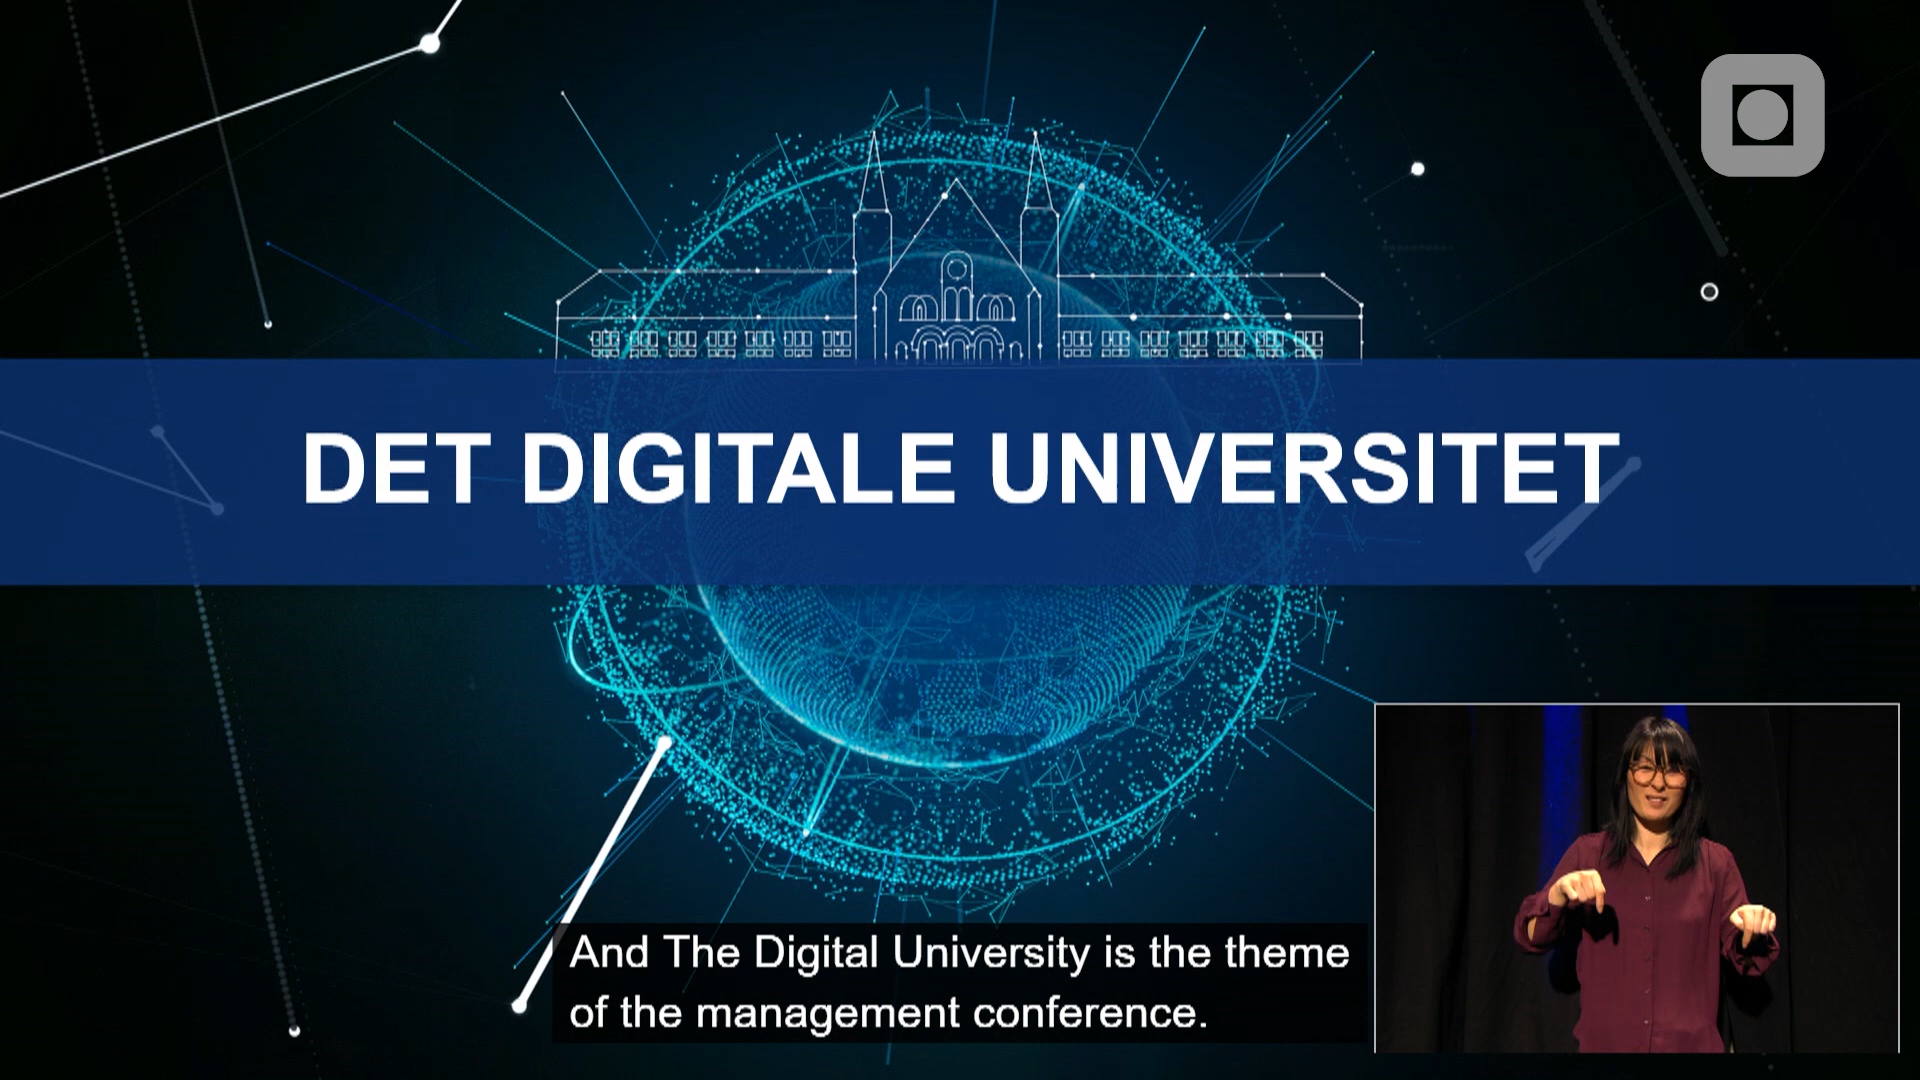 DET DIGITALE UNIVERSITET
And The Digital University is the theme
of the management conference.